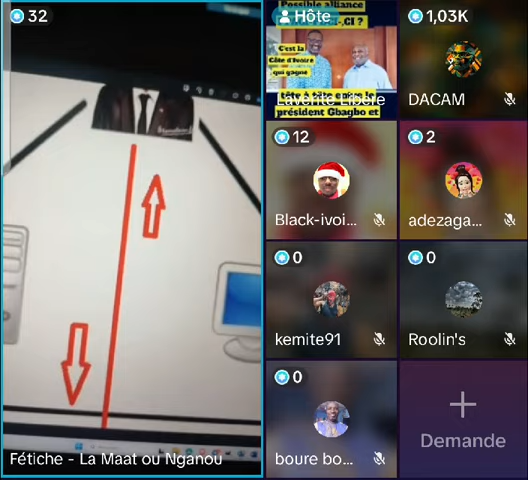 32
Fétiche - La Maat ou Nganou
Hôte
Possible alliance
-.CI ?
C'est la
Côte d'Ivoire
qui gagne
tête à tête entre le
président Gbagbo et
1,03K
DACAM
12
Black-ivoi...
2
adezaga...
0
kemite91
0
Roolin's
0
boure bo...
Demande